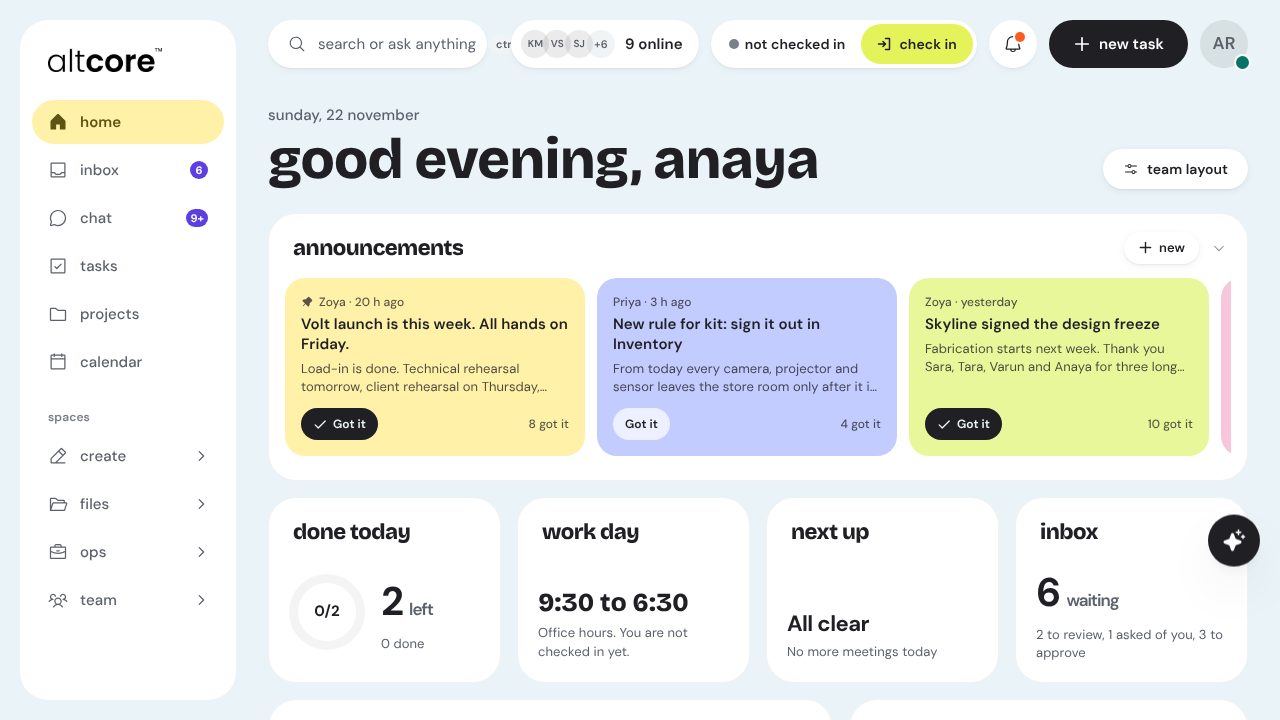 altcore™
home
inbox
6
chat
9+
tasks
projects
calendar
spaces
create
files
ops
team
search or ask anything
KM VS SJ +6 9 online
not checked in
check in
new task
AR
sunday, 22 november
good evening, anaya
team layout
announcements
new
Zoya · 20 h ago
Volt launch is this week. All hands on
Friday.
Load-in is done. Technical rehearsal
tomorrow, client rehearsal on Thursday,...
Got it
8 got it
Priya · 3 h ago
New rule for kit: sign it out in
Inventory
From today every camera, projector and
sensor leaves the store room only after it i...
Got it
4 got it
Zoya · yesterday
Skyline signed the design freeze
Fabrication starts next week. Thank you
Sara, Tara, Varun and Anaya for three long...
Got it
10 got it
done today
0/2
2 left
0 done
work day
9:30 to 6:30
Office hours. You are not
checked in yet.
next up
All clear
No more meetings today
inbox
6 waiting
2 to review, 1 asked of you, 3 to
approve